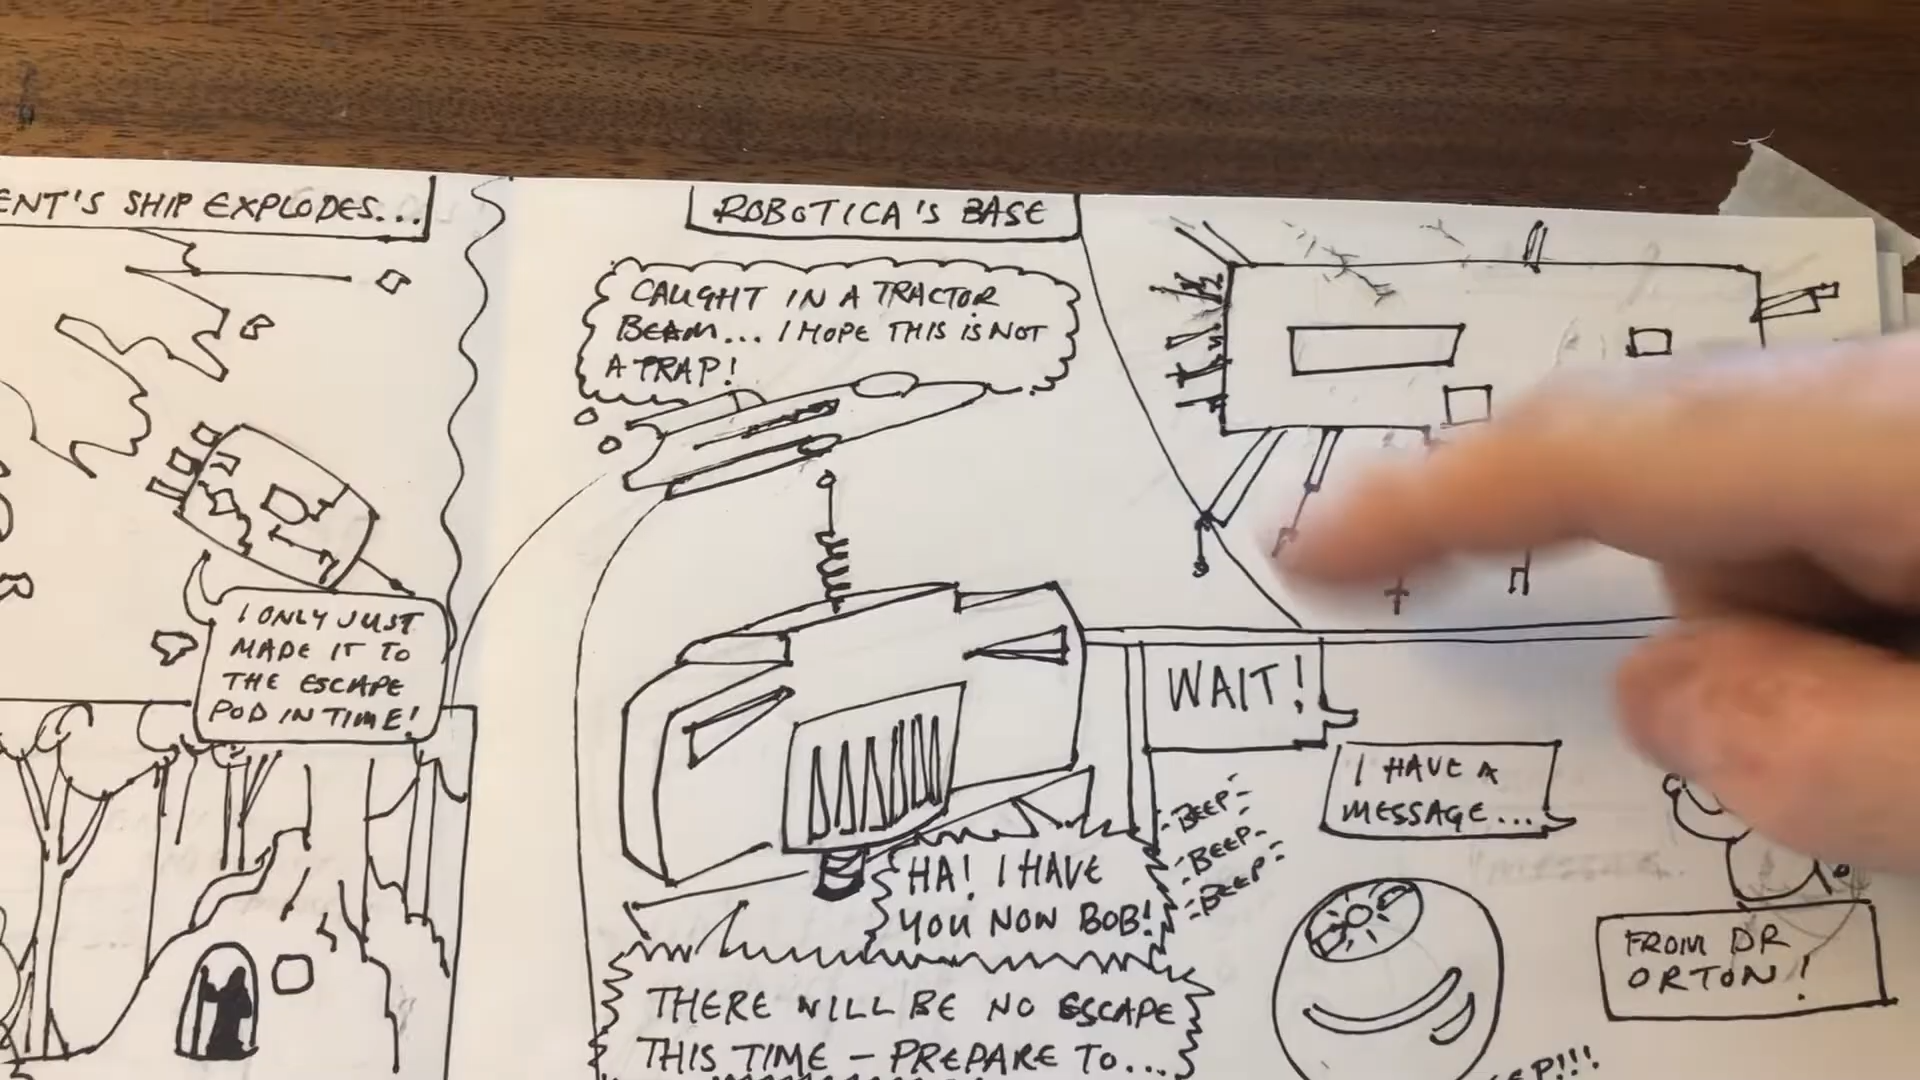 ENT'S SHIP EXPLODES...
I ONLY JUST
MADE IT TO
THE ESCAPE
POD IN TIME!
ROBOTICA'S BASE
CAUGHT IN A TRACTOR
BEAM... I HOPE THIS IS NOT
A TRAP!
HA! I HAVE
YOU NOW BOB!
THERE WILL BE NO ESCAPE
THIS TIME - PREPARE TO...
WAIT!
I HAVE A
MESSAGE...
-BEEP-
-BEEP-
-BEEP-
FROM DR
ORTON!
EP!!!